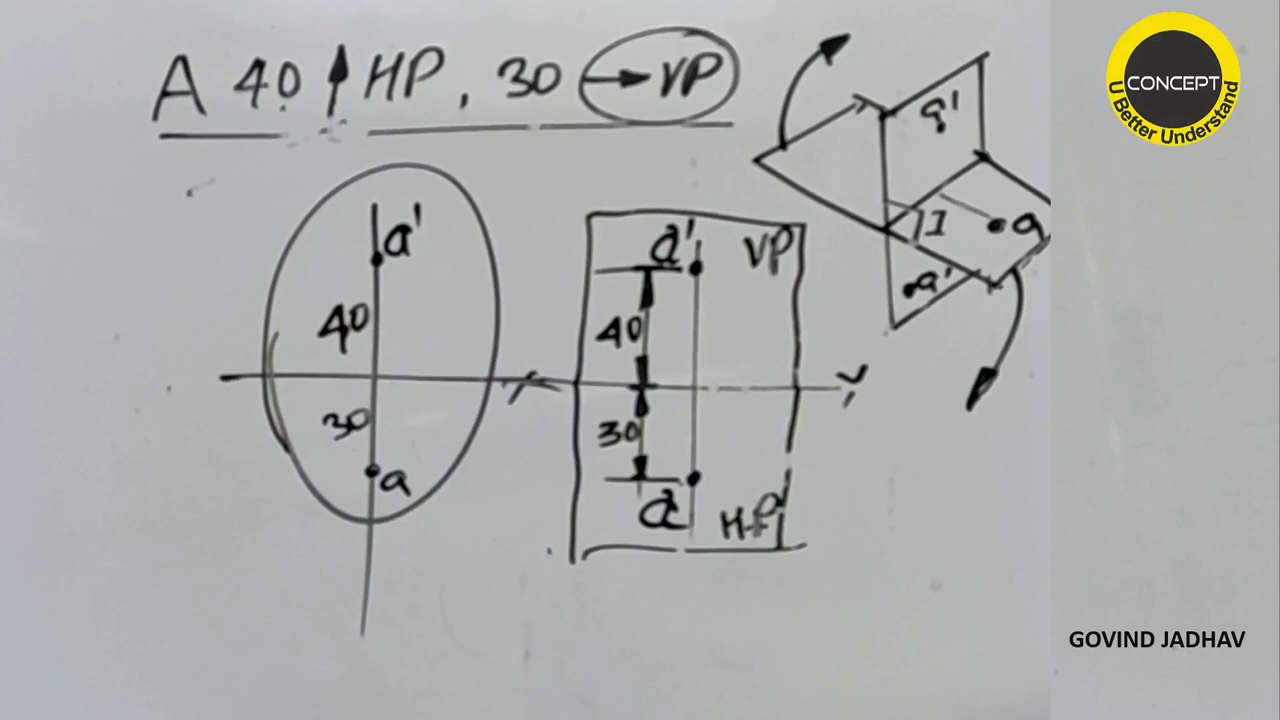 A 40 ↑ HP, 30 → VP
CONCEPT
U Better Understand
a'
a'
40
30
a
a'
VP
40
30
a
HP
Y
a'
a
a'
GOVIND JADHAV